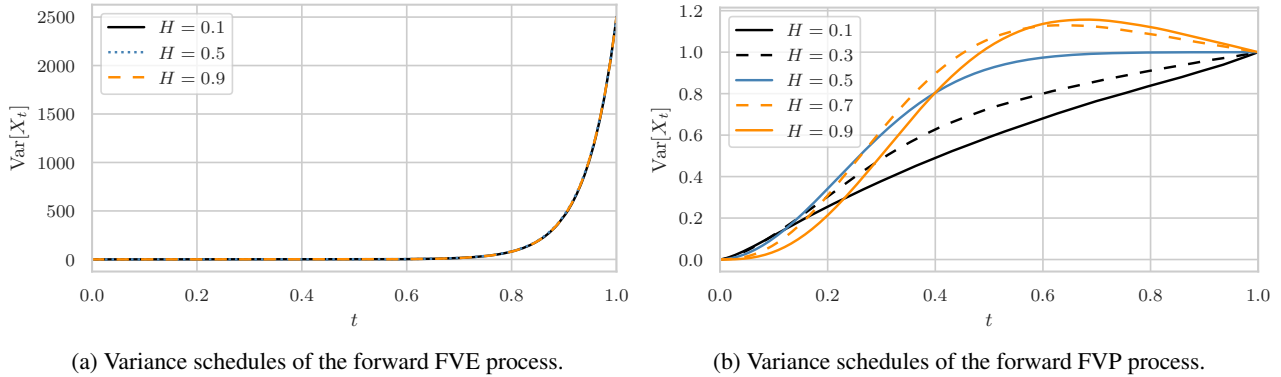 2500
2000
1500
1000
500
0
Var[X_t]
H = 0.1
H = 0.5
H = 0.9
0.0 0.2 0.4 0.6 0.8 1.0
t
(a) Variance schedules of the forward FVE process.
1.2
1.0
0.8
0.6
0.4
0.2
0.0
Var[X_t]
H = 0.1
H = 0.3
H = 0.5
H = 0.7
H = 0.9
0.0 0.2 0.4 0.6 0.8 1.0
t
(b) Variance schedules of the forward FVP process.